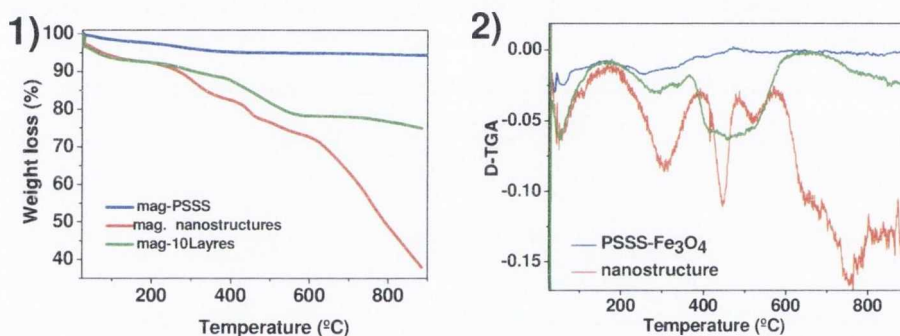 1)
100
90
80
70
60
50
40
Weight loss (%)
mag-PSSS
mag. nanostructures
mag-10Layres
200 400 600 800
Temperature (ºC)
2)
0.00
-0.05
-0.10
-0.15
D-TGA
PSSS-Fe₃O₄
nanostructure
200 400 600 800
Temperature (ºC)